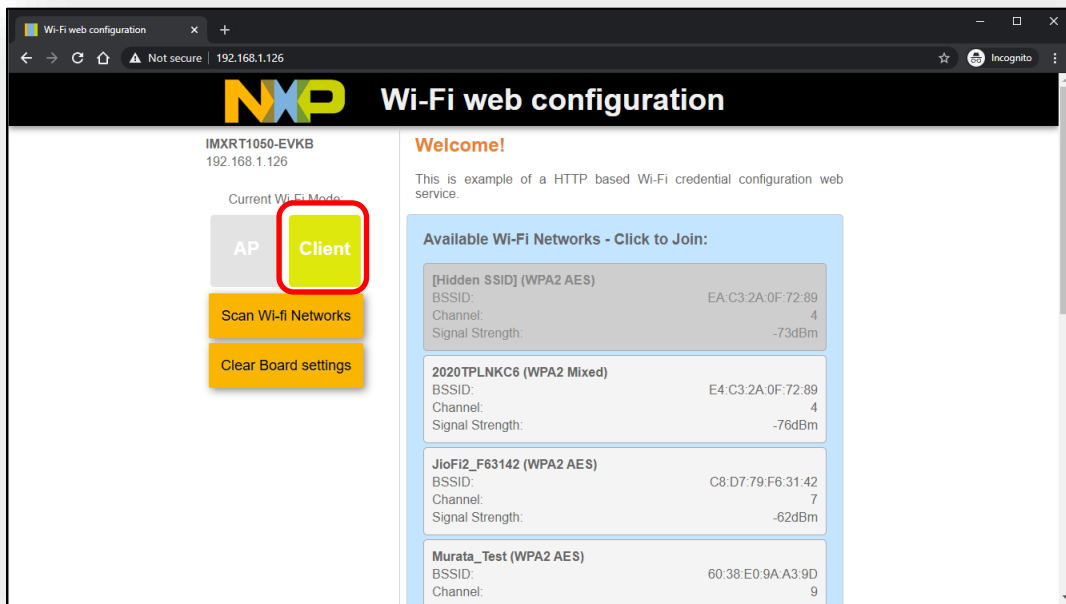 Wi-Fi web configuration
Not secure | 192.168.1.126
Incognito
NXP Wi-Fi web configuration
IMXRT1050-EVKB
192.168.1.126
Current Wi-Fi Mode:
AP
Client
Scan Wi-fi Networks
Clear Board settings
Welcome!
This is example of a HTTP based Wi-Fi credential configuration web
service.
Available Wi-Fi Networks - Click to Join:
[Hidden SSID] (WPA2 AES)
BSSID: EA:C3:2A:0F:72:89
Channel: 4
Signal Strength: -73dBm
2020TPLNKC6 (WPA2 Mixed)
BSSID: E4:C3:2A:0F:72:89
Channel: 4
Signal Strength: -76dBm
JioFi2_F63142 (WPA2 AES)
BSSID: C8:D7:79:F6:31:42
Channel: 7
Signal Strength: -62dBm
Murata_Test (WPA2 AES)
BSSID: 60:38:E0:9A:A3:9D
Channel: 9